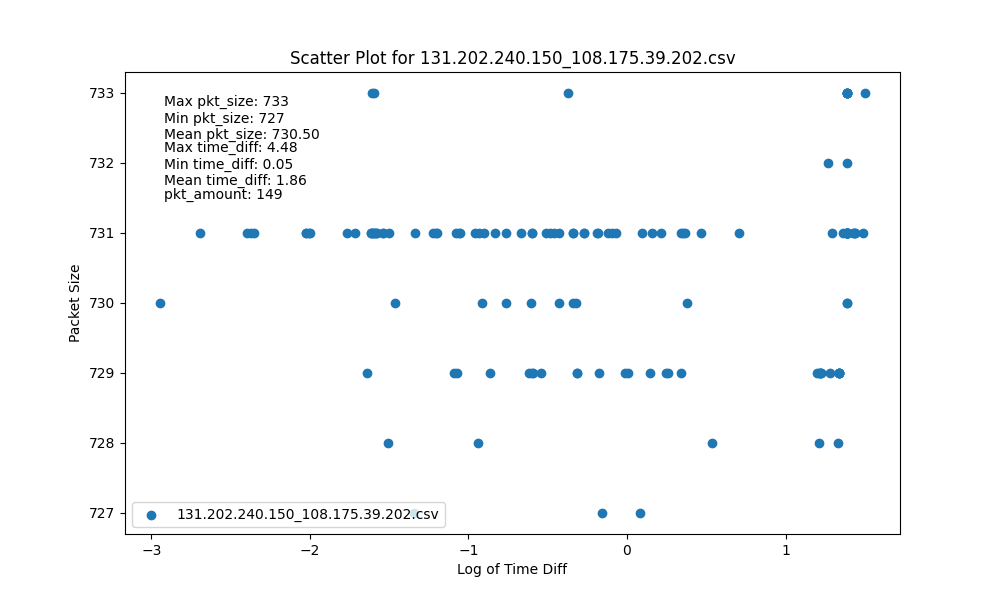 Scatter Plot for 131.202.240.150_108.175.39.202.csv
733
732
731
730
729
728
727
Packet Size
Max pkt_size: 733
Min pkt_size: 727
Mean pkt_size: 730.50
Max time_diff: 4.48
Min time_diff: 0.05
Mean time_diff: 1.86
pkt_amount: 149
131.202.240.150_108.175.39.202.csv
−3 −2 −1 0 1
Log of Time Diff